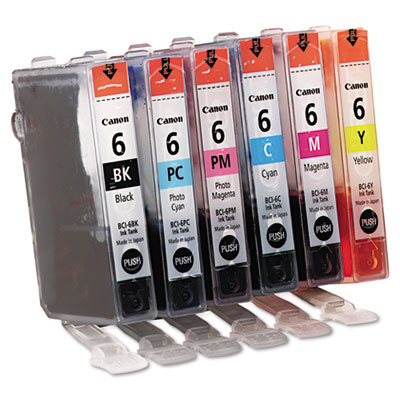 Canon
6
BK
Black
BCI-6BK
Ink Tank
Made in Japan
PUSH
Canon
6
PC
Photo
Cyan
BCI-6PC
Ink Tank
Made in Japan
PUSH
Canon
6
PM
Photo
Magenta
BCI-6PM
Ink Tank
Made in Japan
PUSH
Canon
6
C
Cyan
BCI-6C
Ink Tank
Made in Japan
PUSH
Canon
6
M
Magenta
BCI-6M
Ink Tank
Made in Japan
PUSH
Canon
6
Y
Yellow
BCI-6Y
Ink Tank
Made in Japan
PUSH